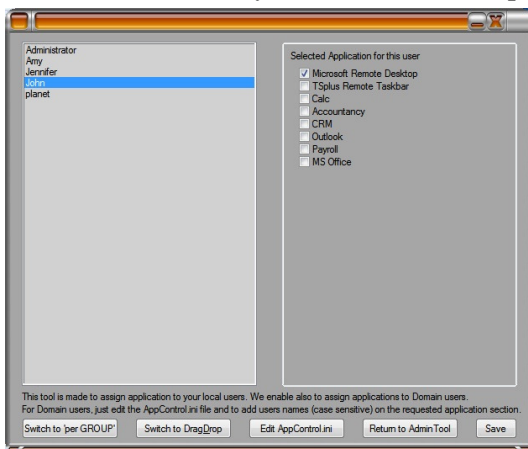 Administrator
Amy
Jennifer
John
planet
Selected Application for this user
Microsoft Remote Desktop
TSplus Remote Taskbar
Calc
Accountancy
CRM
Outlook
Payroll
MS Office
This tool is made to assign application to your local users. We enable also to assign applications to Domain users.
For Domain users, just edit the AppControl.ini file and to add users names (case sensitive) on the requested application section.
Switch to 'per GROUP' Switch to DragDrop Edit AppControl.ini Return to AdminTool Save